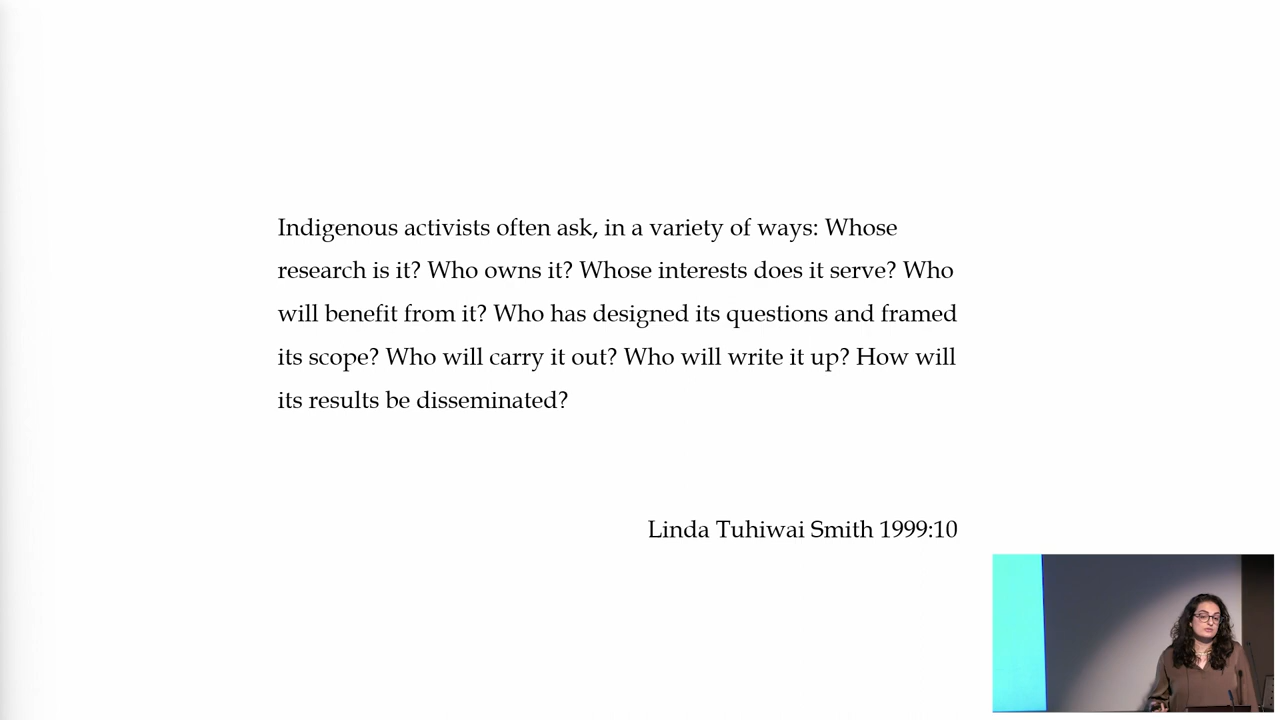 Indigenous activists often ask, in a variety of ways: Whose
research is it? Who owns it? Whose interests does it serve? Who
will benefit from it? Who has designed its questions and framed
its scope? Who will carry it out? Who will write it up? How will
its results be disseminated?
Linda Tuhiwai Smith 1999:10